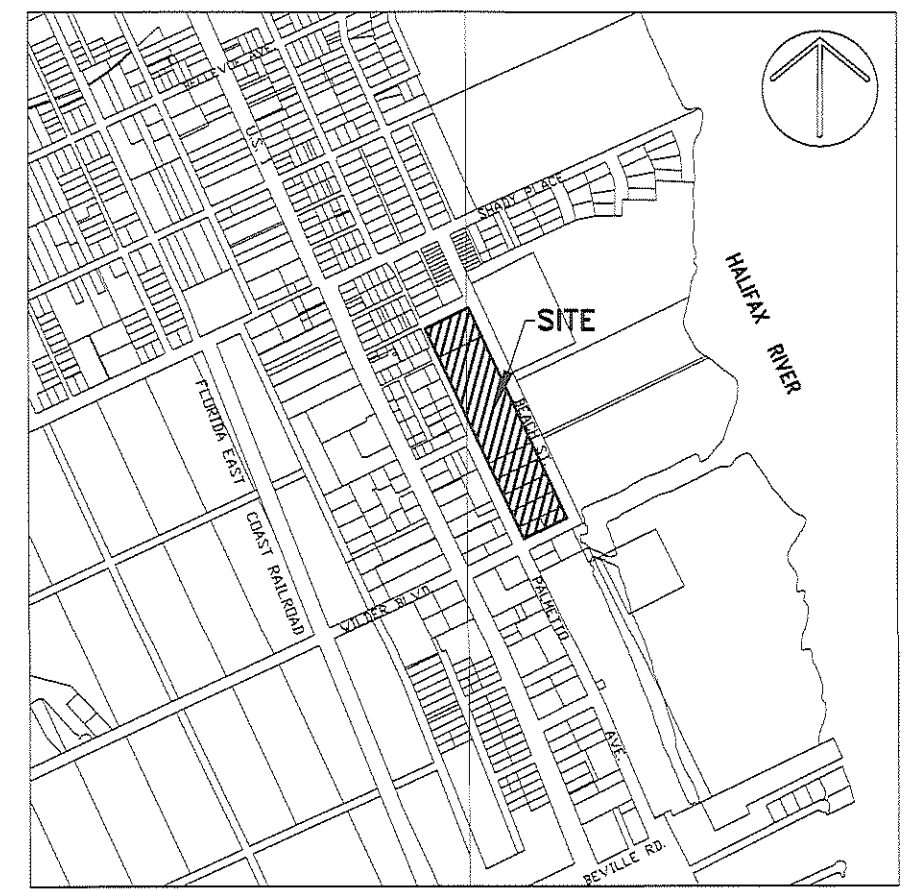 BELLEVUE AVE.
U.S.
SHADY PLACE
HALIFAX RIVER
SITE
BEACH ST.
FLORIDA EAST COAST RAILROAD
WILDER BLVD.
PALMETTO AVE.
BEVILLE RD.